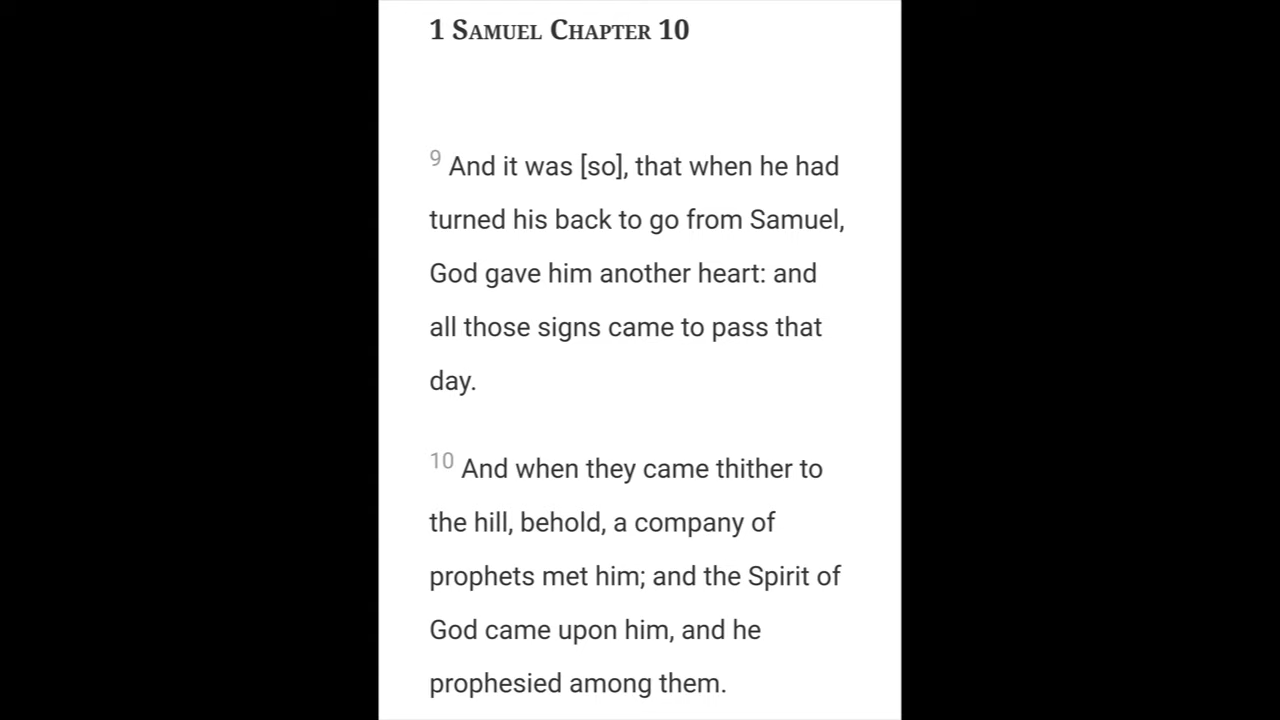 1 Samuel Chapter 10
9 And it was [so], that when he had
turned his back to go from Samuel,
God gave him another heart: and
all those signs came to pass that
day.
10 And when they came thither to
the hill, behold, a company of
prophets met him; and the Spirit of
God came upon him, and he
prophesied among them.